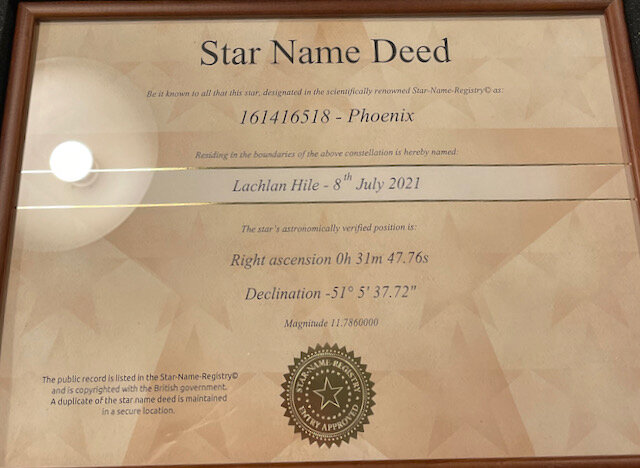 Star Name Deed
Be it known to all that this star, designated in the scientifically renowned Star-Name-Registry© as:
161416518 - Phoenix
Residing in the boundaries of the above constellation is hereby named:
Lachlan Hile - 8th July 2021
The star's astronomically verified position is:
Right ascension 0h 31m 47.76s
Declination -51° 5' 37.72"
Magnitude 11.7860000
The public record is listed in the Star-Name-Registry©
and is copyrighted with the British government.
A duplicate of the star name deed is maintained
in a secure location.
STAR-NAME-REGISTRY
ENTRY APPROVED